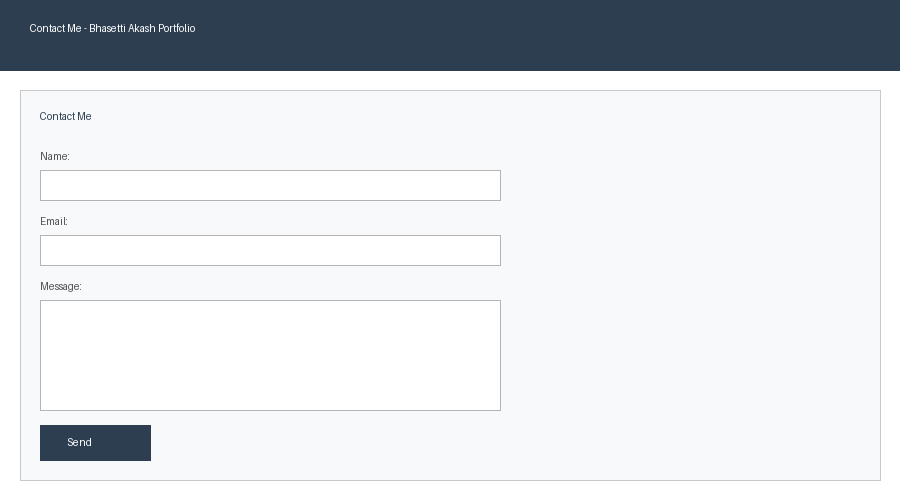 Contact Me - Bhasetti Akash Portfolio
Contact Me
Name:
Email:
Message:
Send